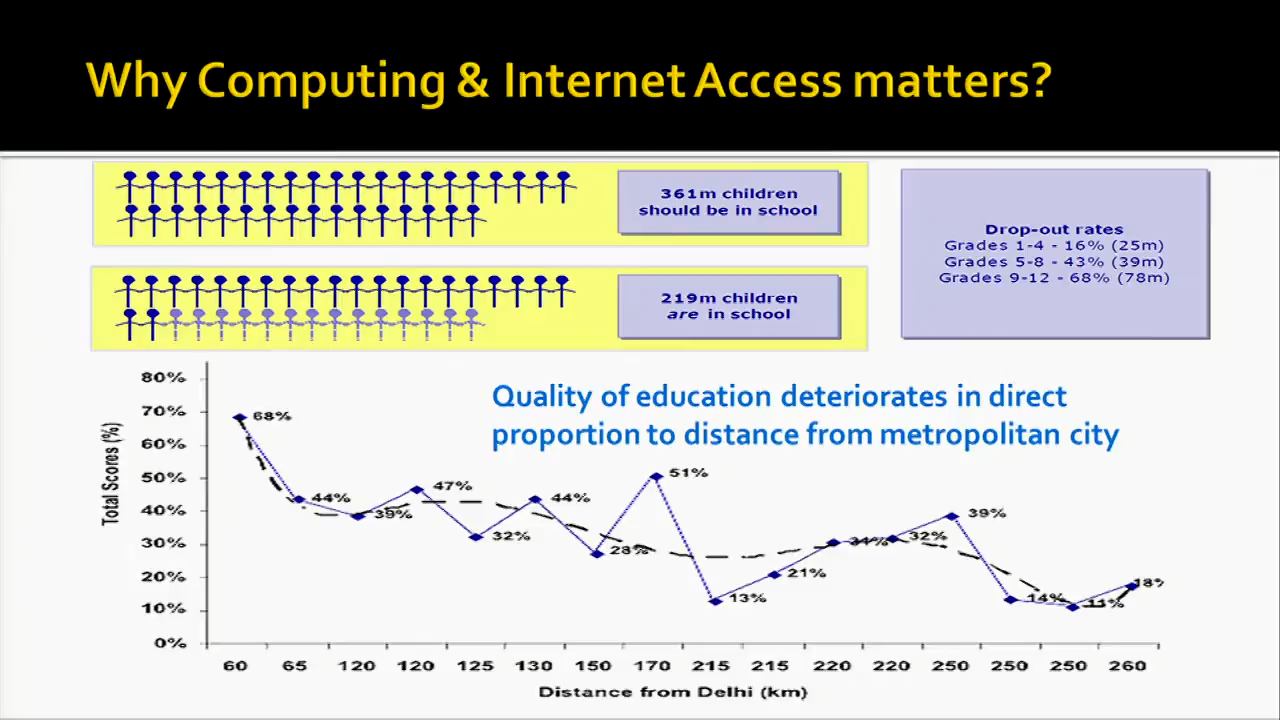 Why Computing & Internet Access matters?
361m children
should be in school
219m children
are in school
Drop-out rates
Grades 1-4 - 16% (25m)
Grades 5-8 - 43% (39m)
Grades 9-12 - 68% (78m)
Quality of education deteriorates in direct
proportion to distance from metropolitan city
Total Scores (%)
80%
70%
60%
50%
40%
30%
20%
10%
0%
68%
44%
39%
47%
32%
44%
28%
51%
13%
21%
31%
32%
39%
14%
11%
18%
60 65 120 120 125 130 150 170 215 215 220 220 250 250 250 260
Distance from Delhi (km)